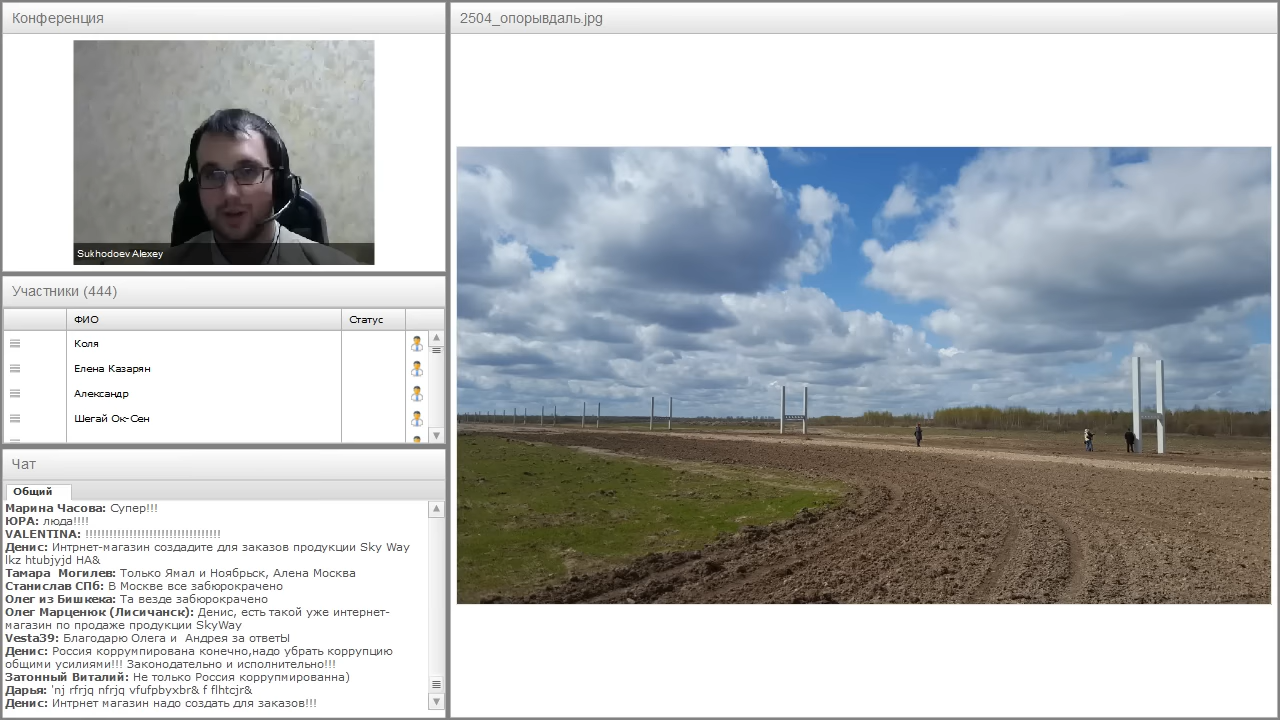 Конференция
2504_опорывдаль.jpg
Sukhodoev Alexey
Участники (444)
ФИО
Статус
Коля
Елена Казарян
Александр
Шегай Ок-Сен
Чат
Общий
Марина Часова: Супер!!!
ЮРА: люда!!!!
VALENTINA: !!!!!!!!!!!!!!!!!!!!!!!!!!!!!!!!!!
Денис: Интрнет-магазин создадите для заказов продукции Sky Way
lkz htubjyjd HA&
Тамара Могилев: Только Ямал и Ноябрьск, Алена Москва
Станислав СПб: В Москве все забюрокрачено
Олег из Бишкека: Та везде забюрокрачено
Олег Марценюк (Лисичанск): Денис, есть такой уже интернет-
магазин по продаже продукции SkyWay
Vesta39: Благодарю Олега и Андрея за ответЫ
Денис: Россия коррумпирована конечно,надо убрать коррупцию
общими усилиями!!! Законодательно и исполнительно!!!
Затонный Виталий: Не только Россия коррупмированна)
Дарья: 'nj rfrjq nfrjq vfufpbyxbr& f flhtcjr&
Денис: Интрнет магазин надо создать для заказов!!!